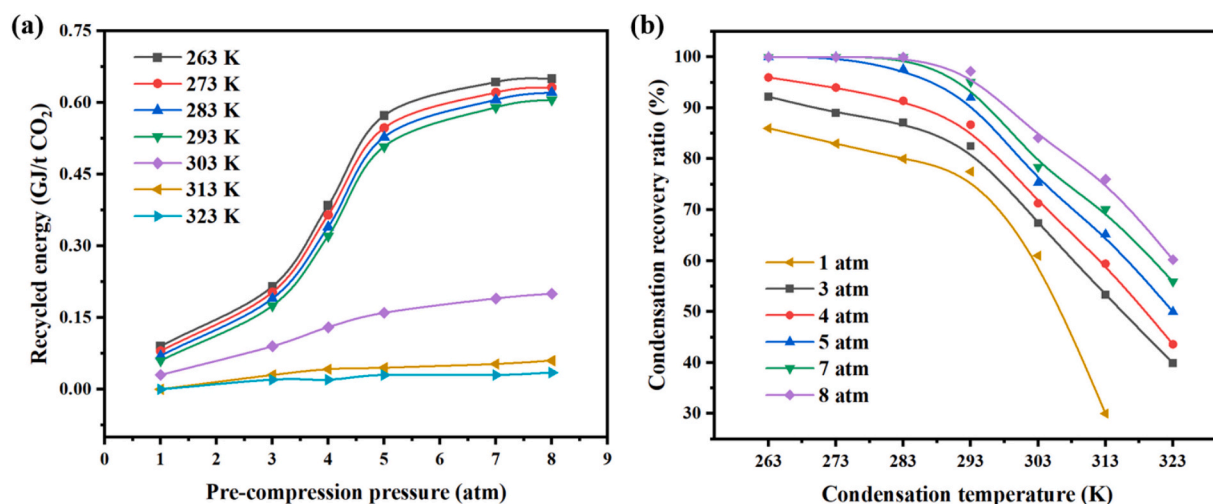 (a)
0.75
0.60
0.45
0.30
0.15
0.00
Recycled energy (GJ/t CO₂)
263 K
273 K
283 K
293 K
303 K
313 K
323 K
0 1 2 3 4 5 6 7 8 9
Pre-compression pressure (atm)
(b)
100
90
80
70
60
50
40
30
Condensation recovery ratio (%)
1 atm
3 atm
4 atm
5 atm
7 atm
8 atm
263 273 283 293 303 313 323
Condensation temperature (K)